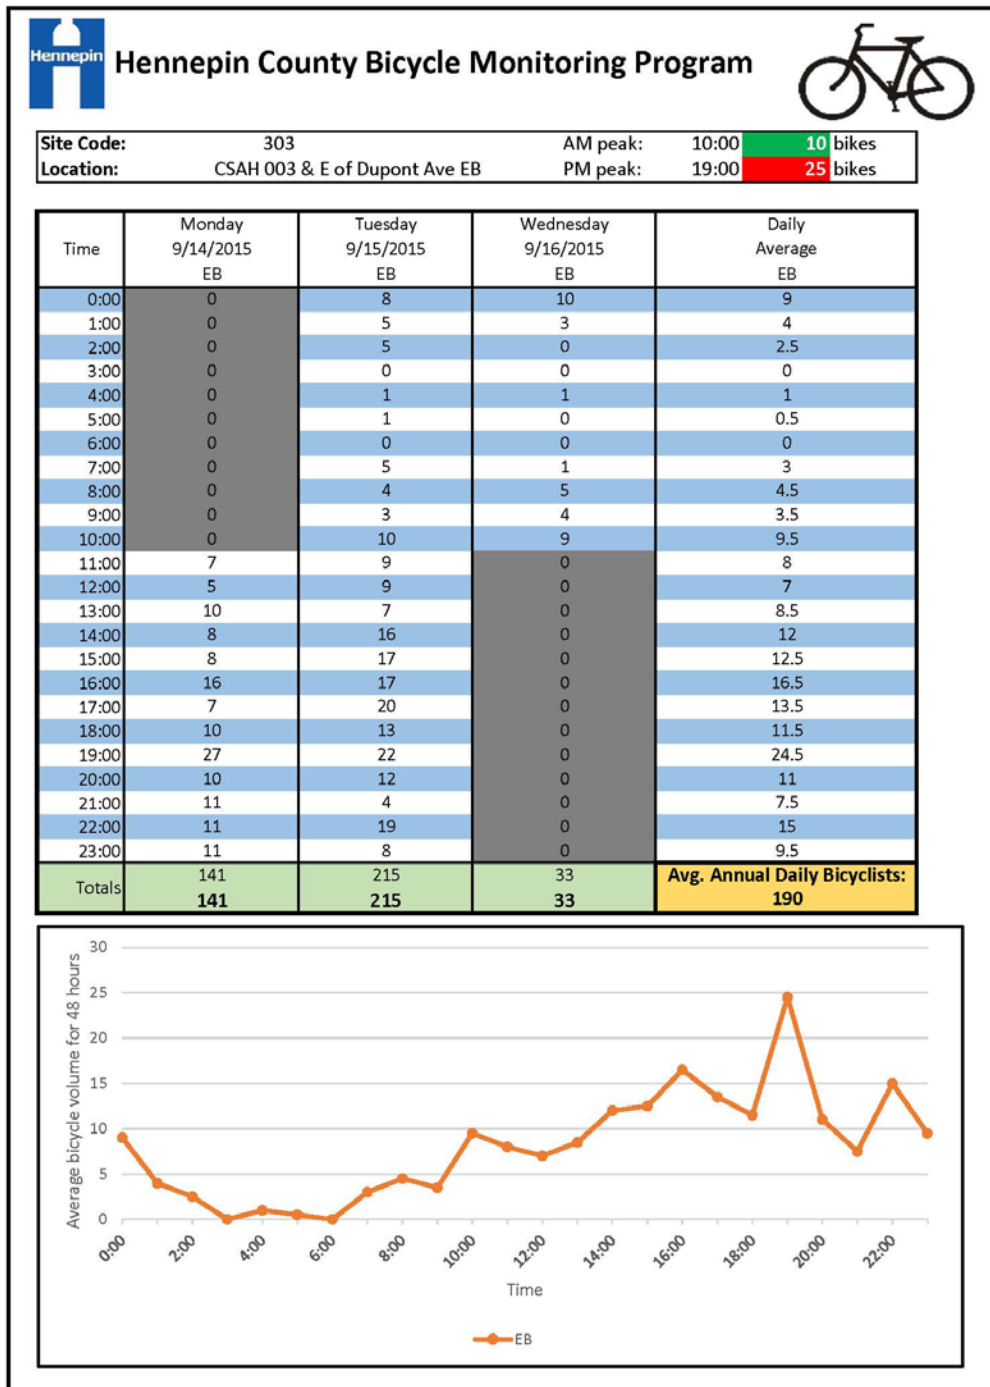 Hennepin
Hennepin County Bicycle Monitoring Program
Site Code: 303 AM peak: 10:00 10 bikes
Location: CSAH 003 & E of Dupont Ave EB PM peak: 19:00 25 bikes
Time Monday Tuesday Wednesday Daily
9/14/2015 9/15/2015 9/16/2015 Average
EB EB EB EB
0:00 0 8 10 9
1:00 0 5 3 4
2:00 0 5 0 2.5
3:00 0 0 0 0
4:00 0 1 1 1
5:00 0 1 0 0.5
6:00 0 0 0 0
7:00 0 5 1 3
8:00 0 4 5 4.5
9:00 0 3 4 3.5
10:00 0 10 9 9.5
11:00 7 9 0 8
12:00 5 9 0 7
13:00 10 7 0 8.5
14:00 8 16 0 12
15:00 8 17 0 12.5
16:00 16 17 0 16.5
17:00 7 20 0 13.5
18:00 10 13 0 11.5
19:00 27 22 0 24.5
20:00 10 12 0 11
21:00 11 4 0 7.5
22:00 11 19 0 15
23:00 11 8 0 9.5
Totals 141 215 33 Avg. Annual Daily Bicyclists:
141 215 33 190
Average bicycle volume for 48 hours
30
25
20
15
10
5
0
0:00 2:00 4:00 6:00 8:00 10:00 12:00 14:00 16:00 18:00 20:00 22:00
Time
EB